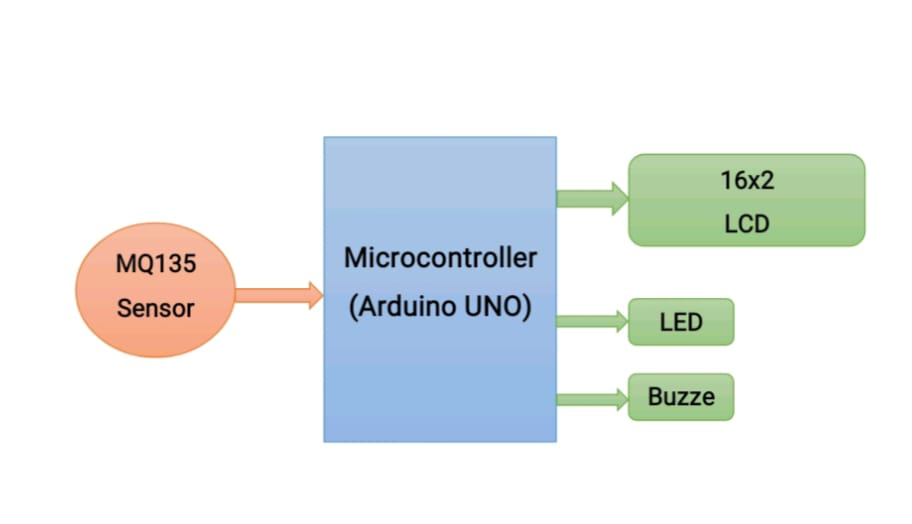 MQ135
Sensor
Microcontroller
(Arduino UNO)
16x2
LCD
LED
Buzze